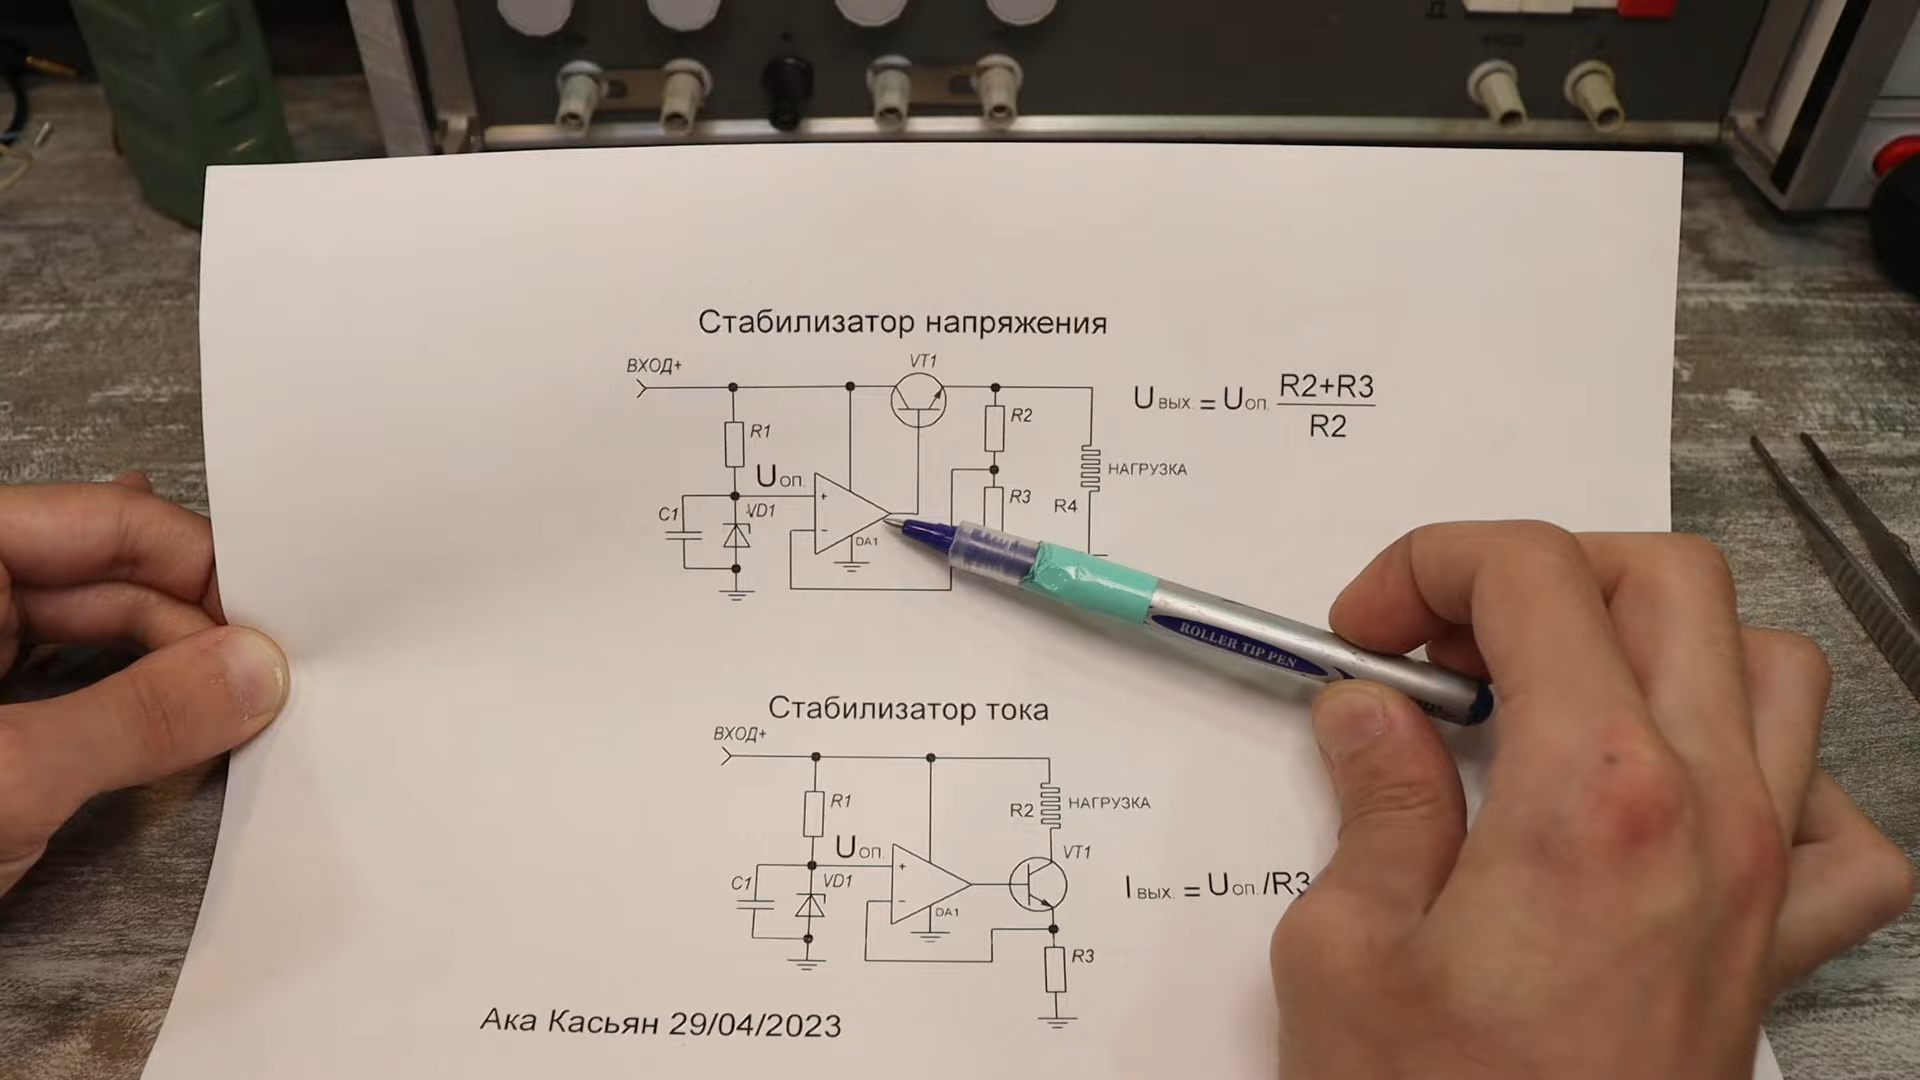 Стабилизатор напряжения
ВХОД+
VT1
R1
R2
Uоп.
R3
C1
VD1
+
-
DA1
R4
НАГРУЗКА
Uвых. = Uоп. R2+R3
R2
ROLLER TIP PEN
Стабилизатор тока
ВХОД+
R1
R2
НАГРУЗКА
Uоп.
VT1
C1
VD1
+
-
DA1
R3
Iвых. = Uоп./R3
Ака Касьян 29/04/2023